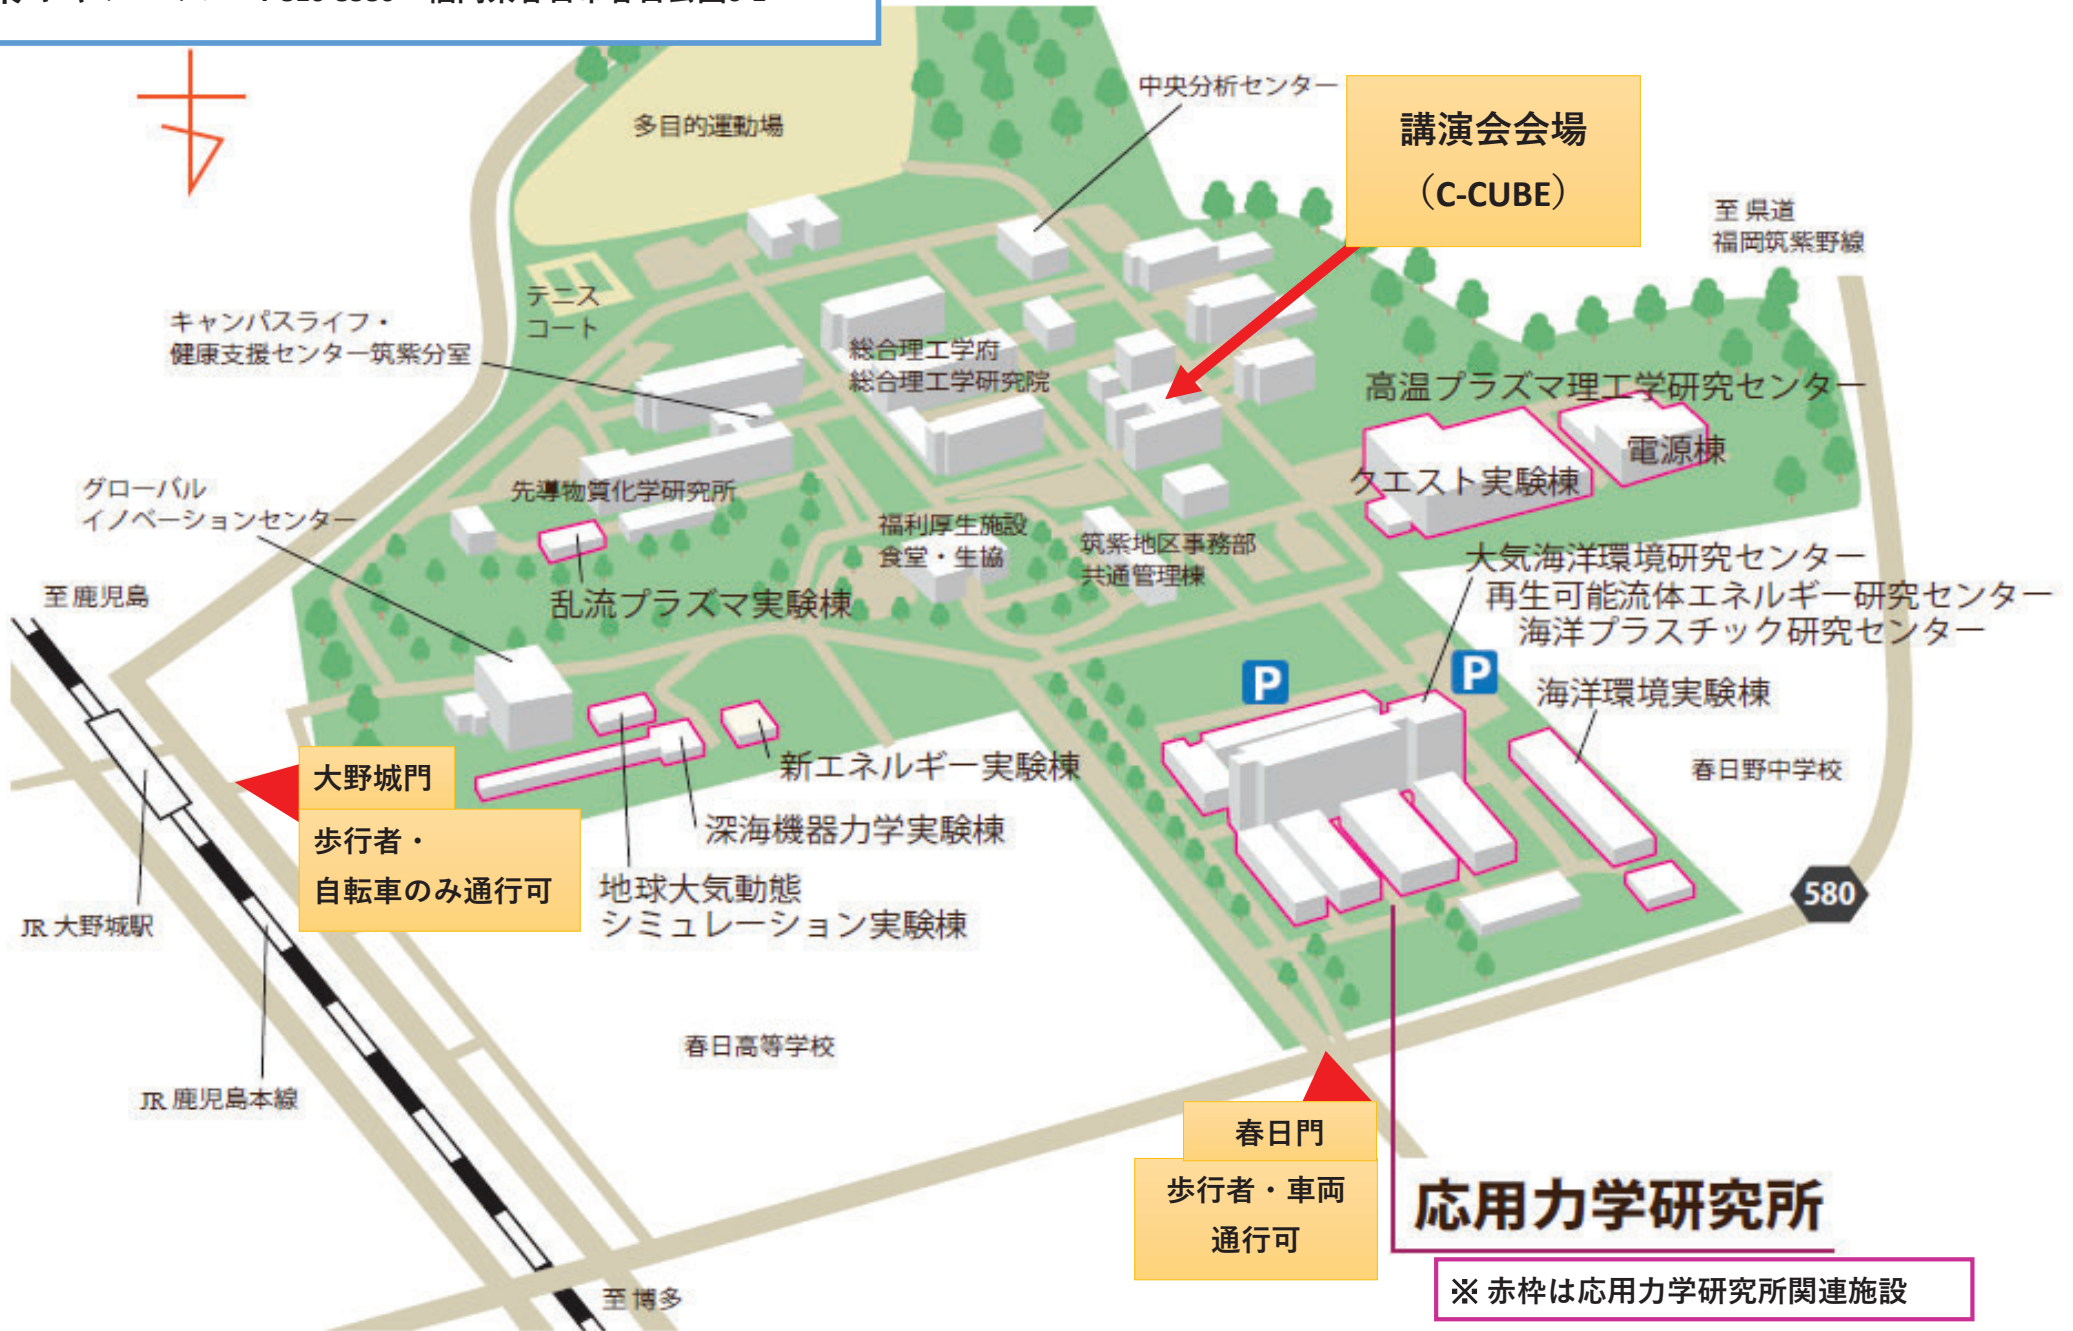 中央分析センター
多目的運動場
講演会会場
（C-CUBE）
至 県道
福岡筑紫野線
テニス
コート
キャンパスライフ・
健康支援センター筑紫分室
総合理工学府
総合理工学研究院
高温プラズマ理工学研究センター
電源棟
クエスト実験棟
グローバル
イノベーションセンター
先導物質化学研究所
福利厚生施設
食堂・生協
筑紫地区事務部
共通管理棟
大気海洋環境研究センター
再生可能流体エネルギー研究センター
海洋プラスチック研究センター
至鹿児島
乱流プラズマ実験棟
P
P
海洋環境実験棟
大野城門
歩行者・
自転車のみ通行可
新エネルギー実験棟
春日野中学校
深海機器力学実験棟
地球大気動態
シミュレーション実験棟
580
JR 大野城駅
春日高等学校
JR 鹿児島本線
春日門
歩行者・車両
通行可
応用力学研究所
※ 赤枠は応用力学研究所関連施設
至博多